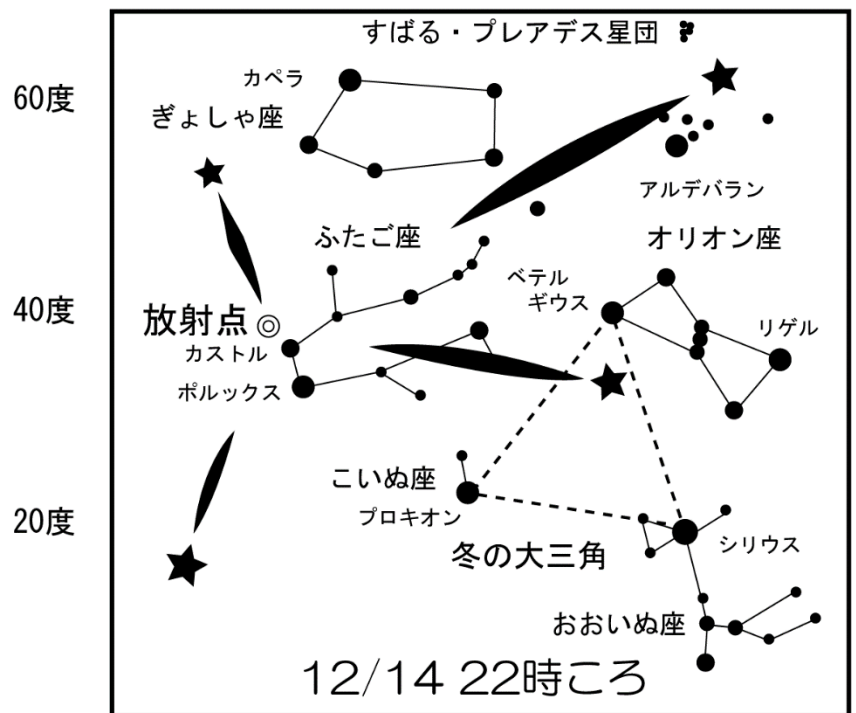 すばる・プレアデス星団
60度
カペラ
ぎょしゃ座
アルデバラン
ふたご座
オリオン座
ベテル
ギウス
40度
放射点
リゲル
カストル
ポルックス
こいぬ座
プロキオン
20度
冬の大三角
シリウス
おおいぬ座
12/14 22時ころ